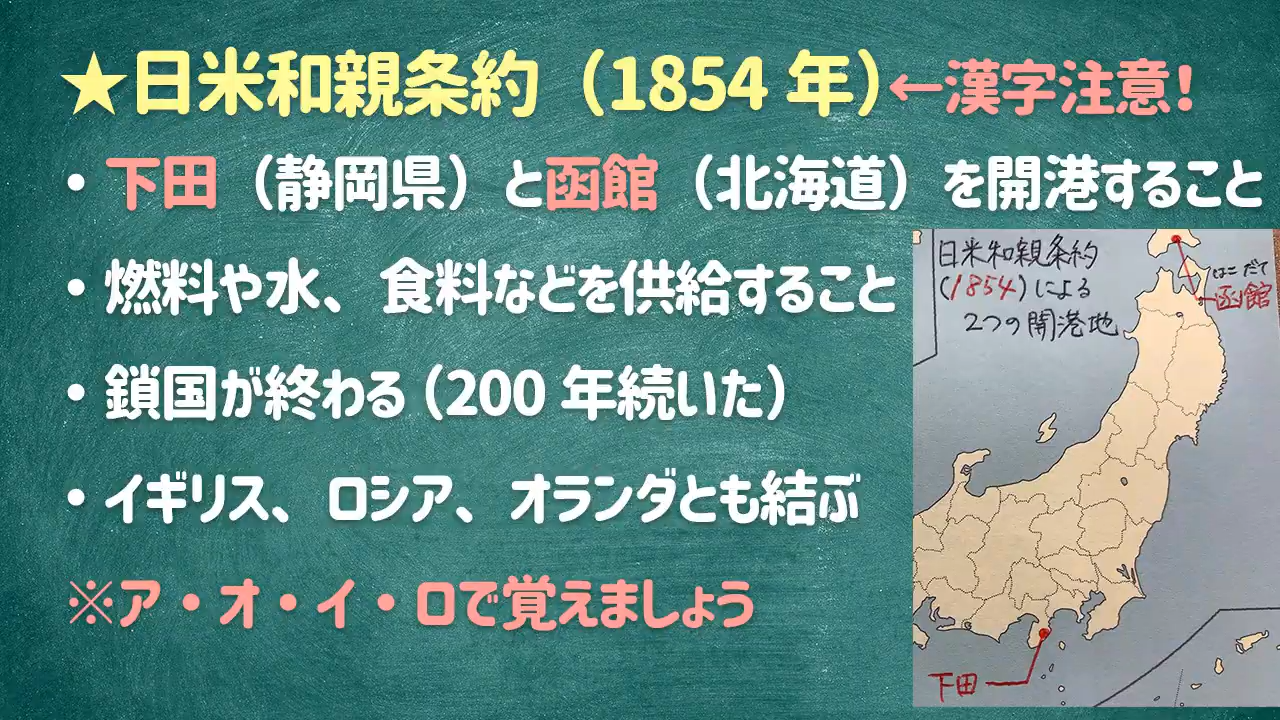 ★日米和親条約（1854 年）←漢字注意！
・下田（静岡県）と函館（北海道）を開港すること
・燃料や水、食料などを供給すること
・鎖国が終わる（200 年続いた）
・イギリス、ロシア、オランダとも結ぶ
※ア・オ・イ・ロで覚えましょう
日米和親条約
(1854)による
2つの開港地
はこだて
函館
下田